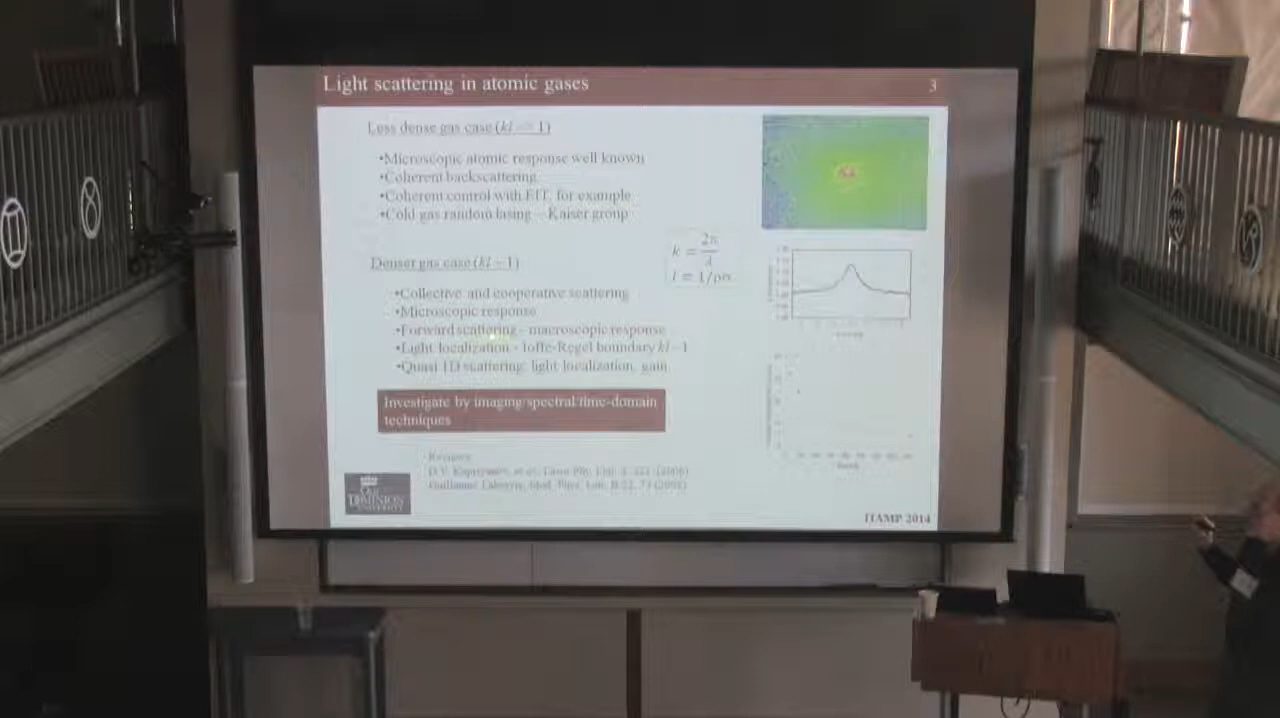 Light scattering in atomic gases
3
Less dense gas case (kl >> 1)
•Microscopic atomic response well known
•Coherent backscattering
•Coherent control with EIT, for example
•Cold gas random lasing – Kaiser group
k = 2π/λ
l = 1/ρσ
Denser gas case (kl ~ 1)
•Collective and cooperative scattering
•Microscopic response
•Forward scattering - macroscopic response
•Light localization - Ioffe-Regel boundary kl ~ 1
•Quasi 1D scattering: light localization, gain
Investigate by imaging/spectral/time-domain
techniques
Reviews:
OLD
DOMINION
UNIVERSITY
ITAMP 2014